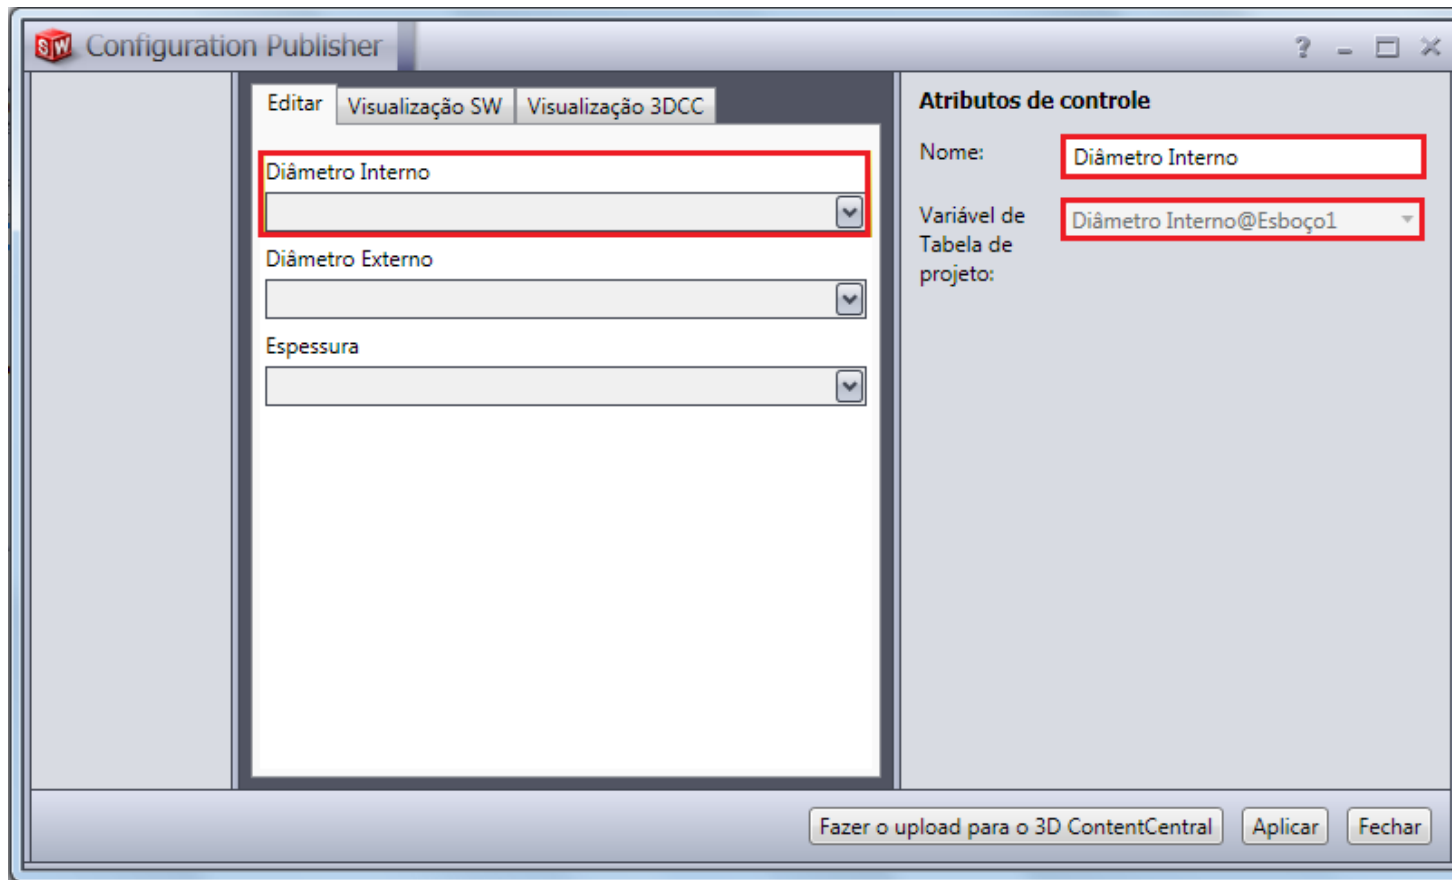 SW Configuration Publisher
Editar
Visualização SW
Visualização 3DCC
Diâmetro Interno
Diâmetro Externo
Espessura
Atributos de controle
Nome:
Diâmetro Interno
Variável de
Tabela de
projeto:
Diâmetro Interno@Esboço1
Fazer o upload para o 3D ContentCentral
Aplicar
Fechar